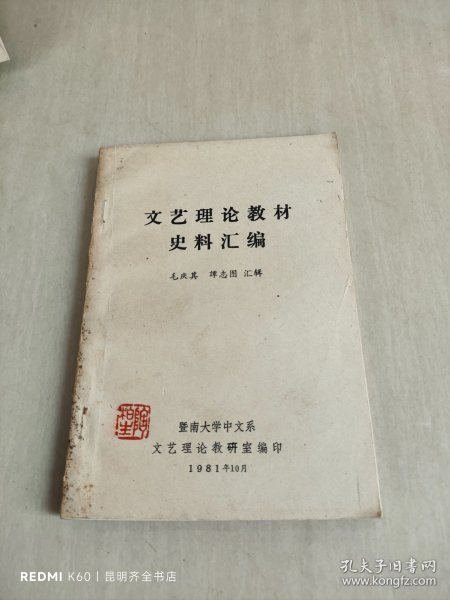 文艺理论教材
史料汇编
毛庆其 谭志图 汇辑
暨南大学中文系
文艺理论教研室编印
1981年10月
REDMI K60 | 昆明齐全书店
孔夫子旧书网
www.kongfz.com